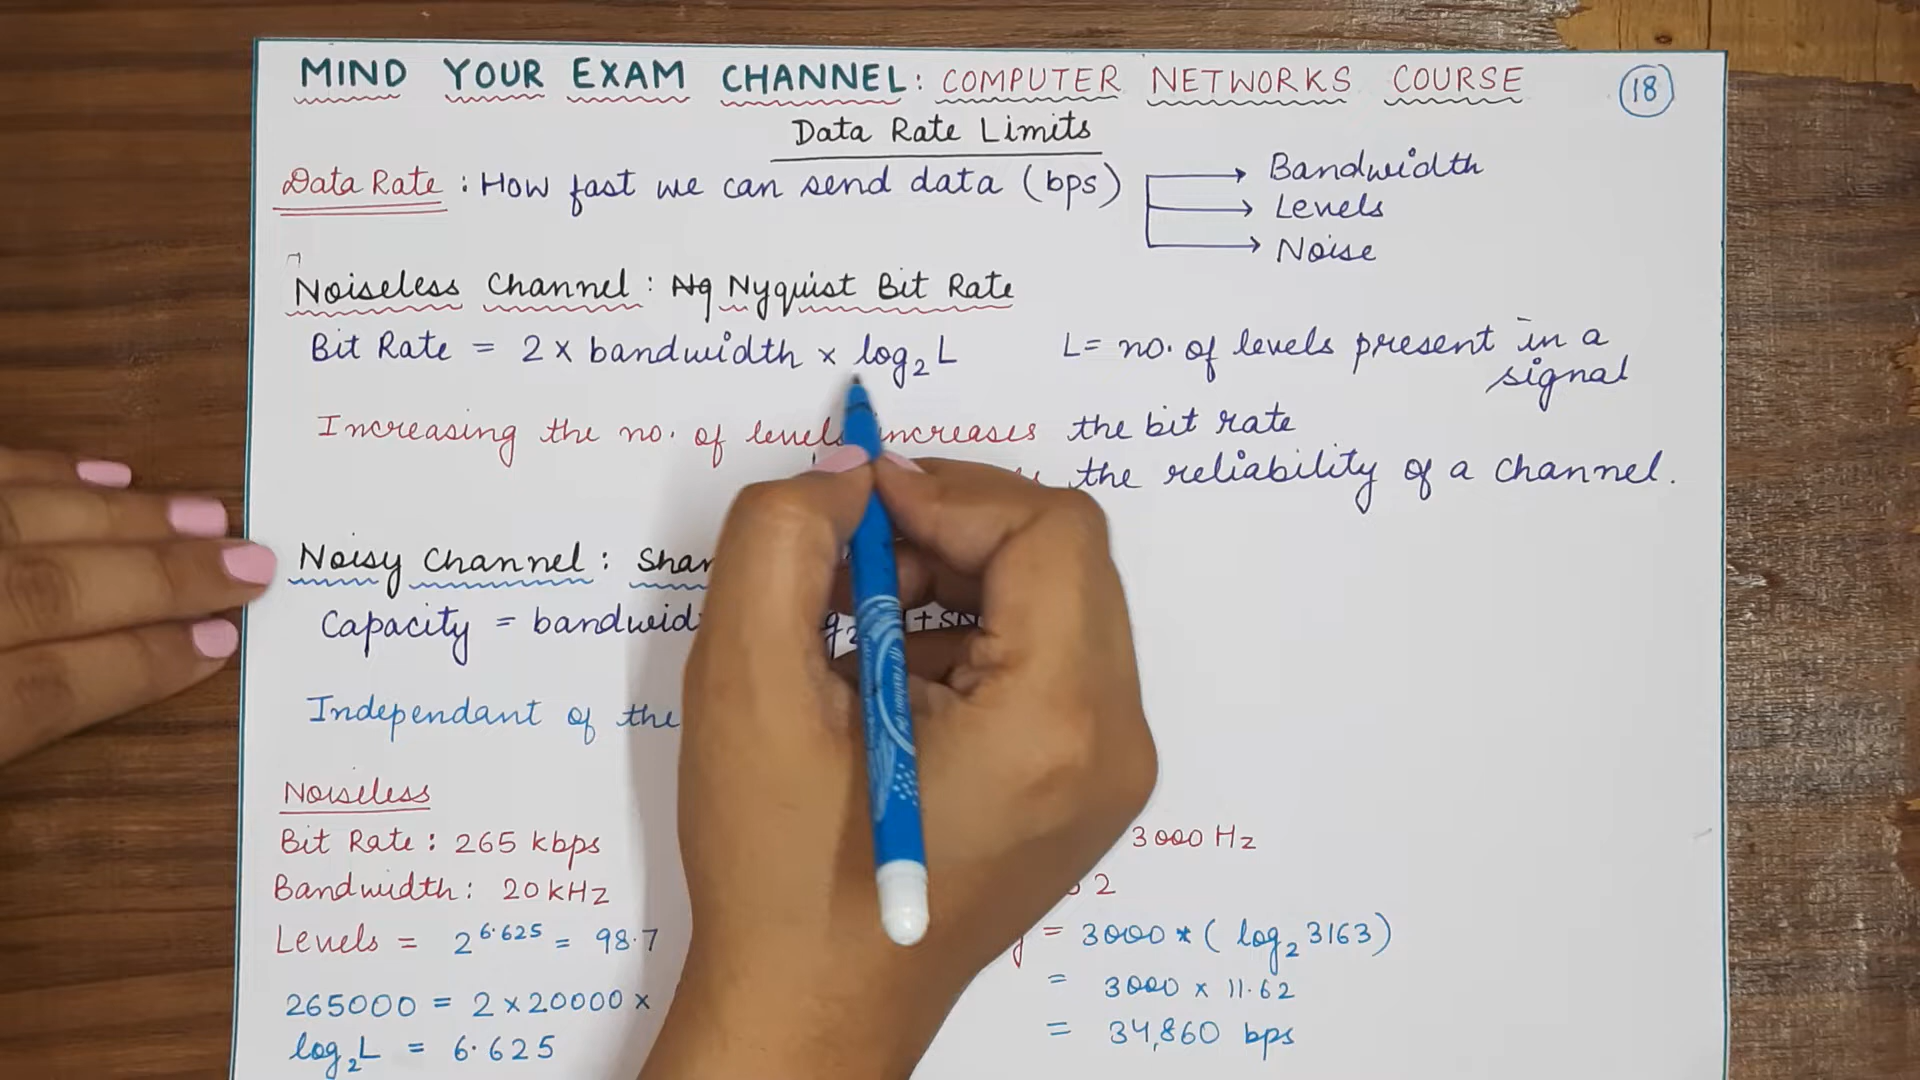 MIND YOUR EXAM CHANNEL: COMPUTER NETWORKS COURSE 18
Data Rate Limits
Data Rate : How fast we can send data (bps)
Bandwidth
Levels
Noise
Noiseless Channel : Nq Nyquist Bit Rate
Bit Rate = 2 x bandwidth x log₂ L
L = no. of levels present in a signal
Increasing the no. of levels increases the bit rate
the reliability of a channel.
Noisy Channel :
Capacity =
Independant of the
Noiseless
Bit Rate : 265 kbps
Bandwidth : 20 kHz
Levels = 2^6.625 = 98.7
265000 = 2 x 20000 x
log₂L = 6.625
3000 Hz
2
= 3000 * ( log₂ 3163)
= 3000 x 11.62
= 34,860 bps